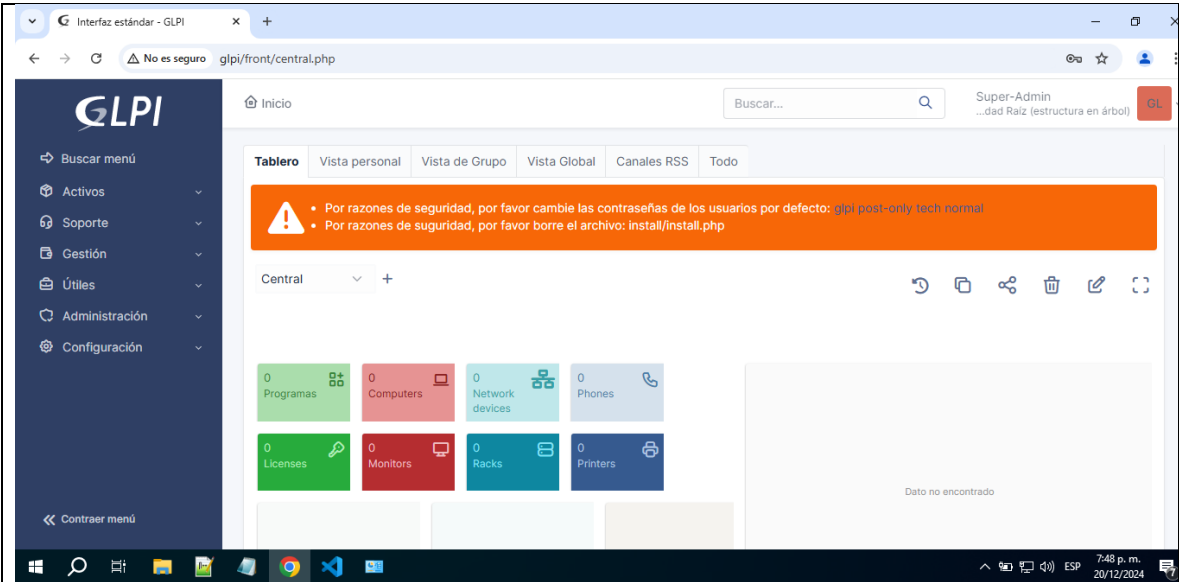 Interfaz estándar - GLPI
No es seguro glpi/front/central.php
GLPI
Inicio
Buscar...
Super-Admin
...dad Raíz (estructura en árbol)
GL
Buscar menú
Activos
Soporte
Gestión
Útiles
Administración
Configuración
Contraer menú
Tablero Vista personal Vista de Grupo Vista Global Canales RSS Todo
• Por razones de seguridad, por favor cambie las contraseñas de los usuarios por defecto: glpi post-only tech normal
• Por razones de suguridad, por favor borre el archivo: install/install.php
Central
0
Programas
0
Computers
0
Network
devices
0
Phones
0
Licenses
0
Monitors
0
Racks
0
Printers
Dato no encontrado
ESP
7:48 p. m.
20/12/2024
7